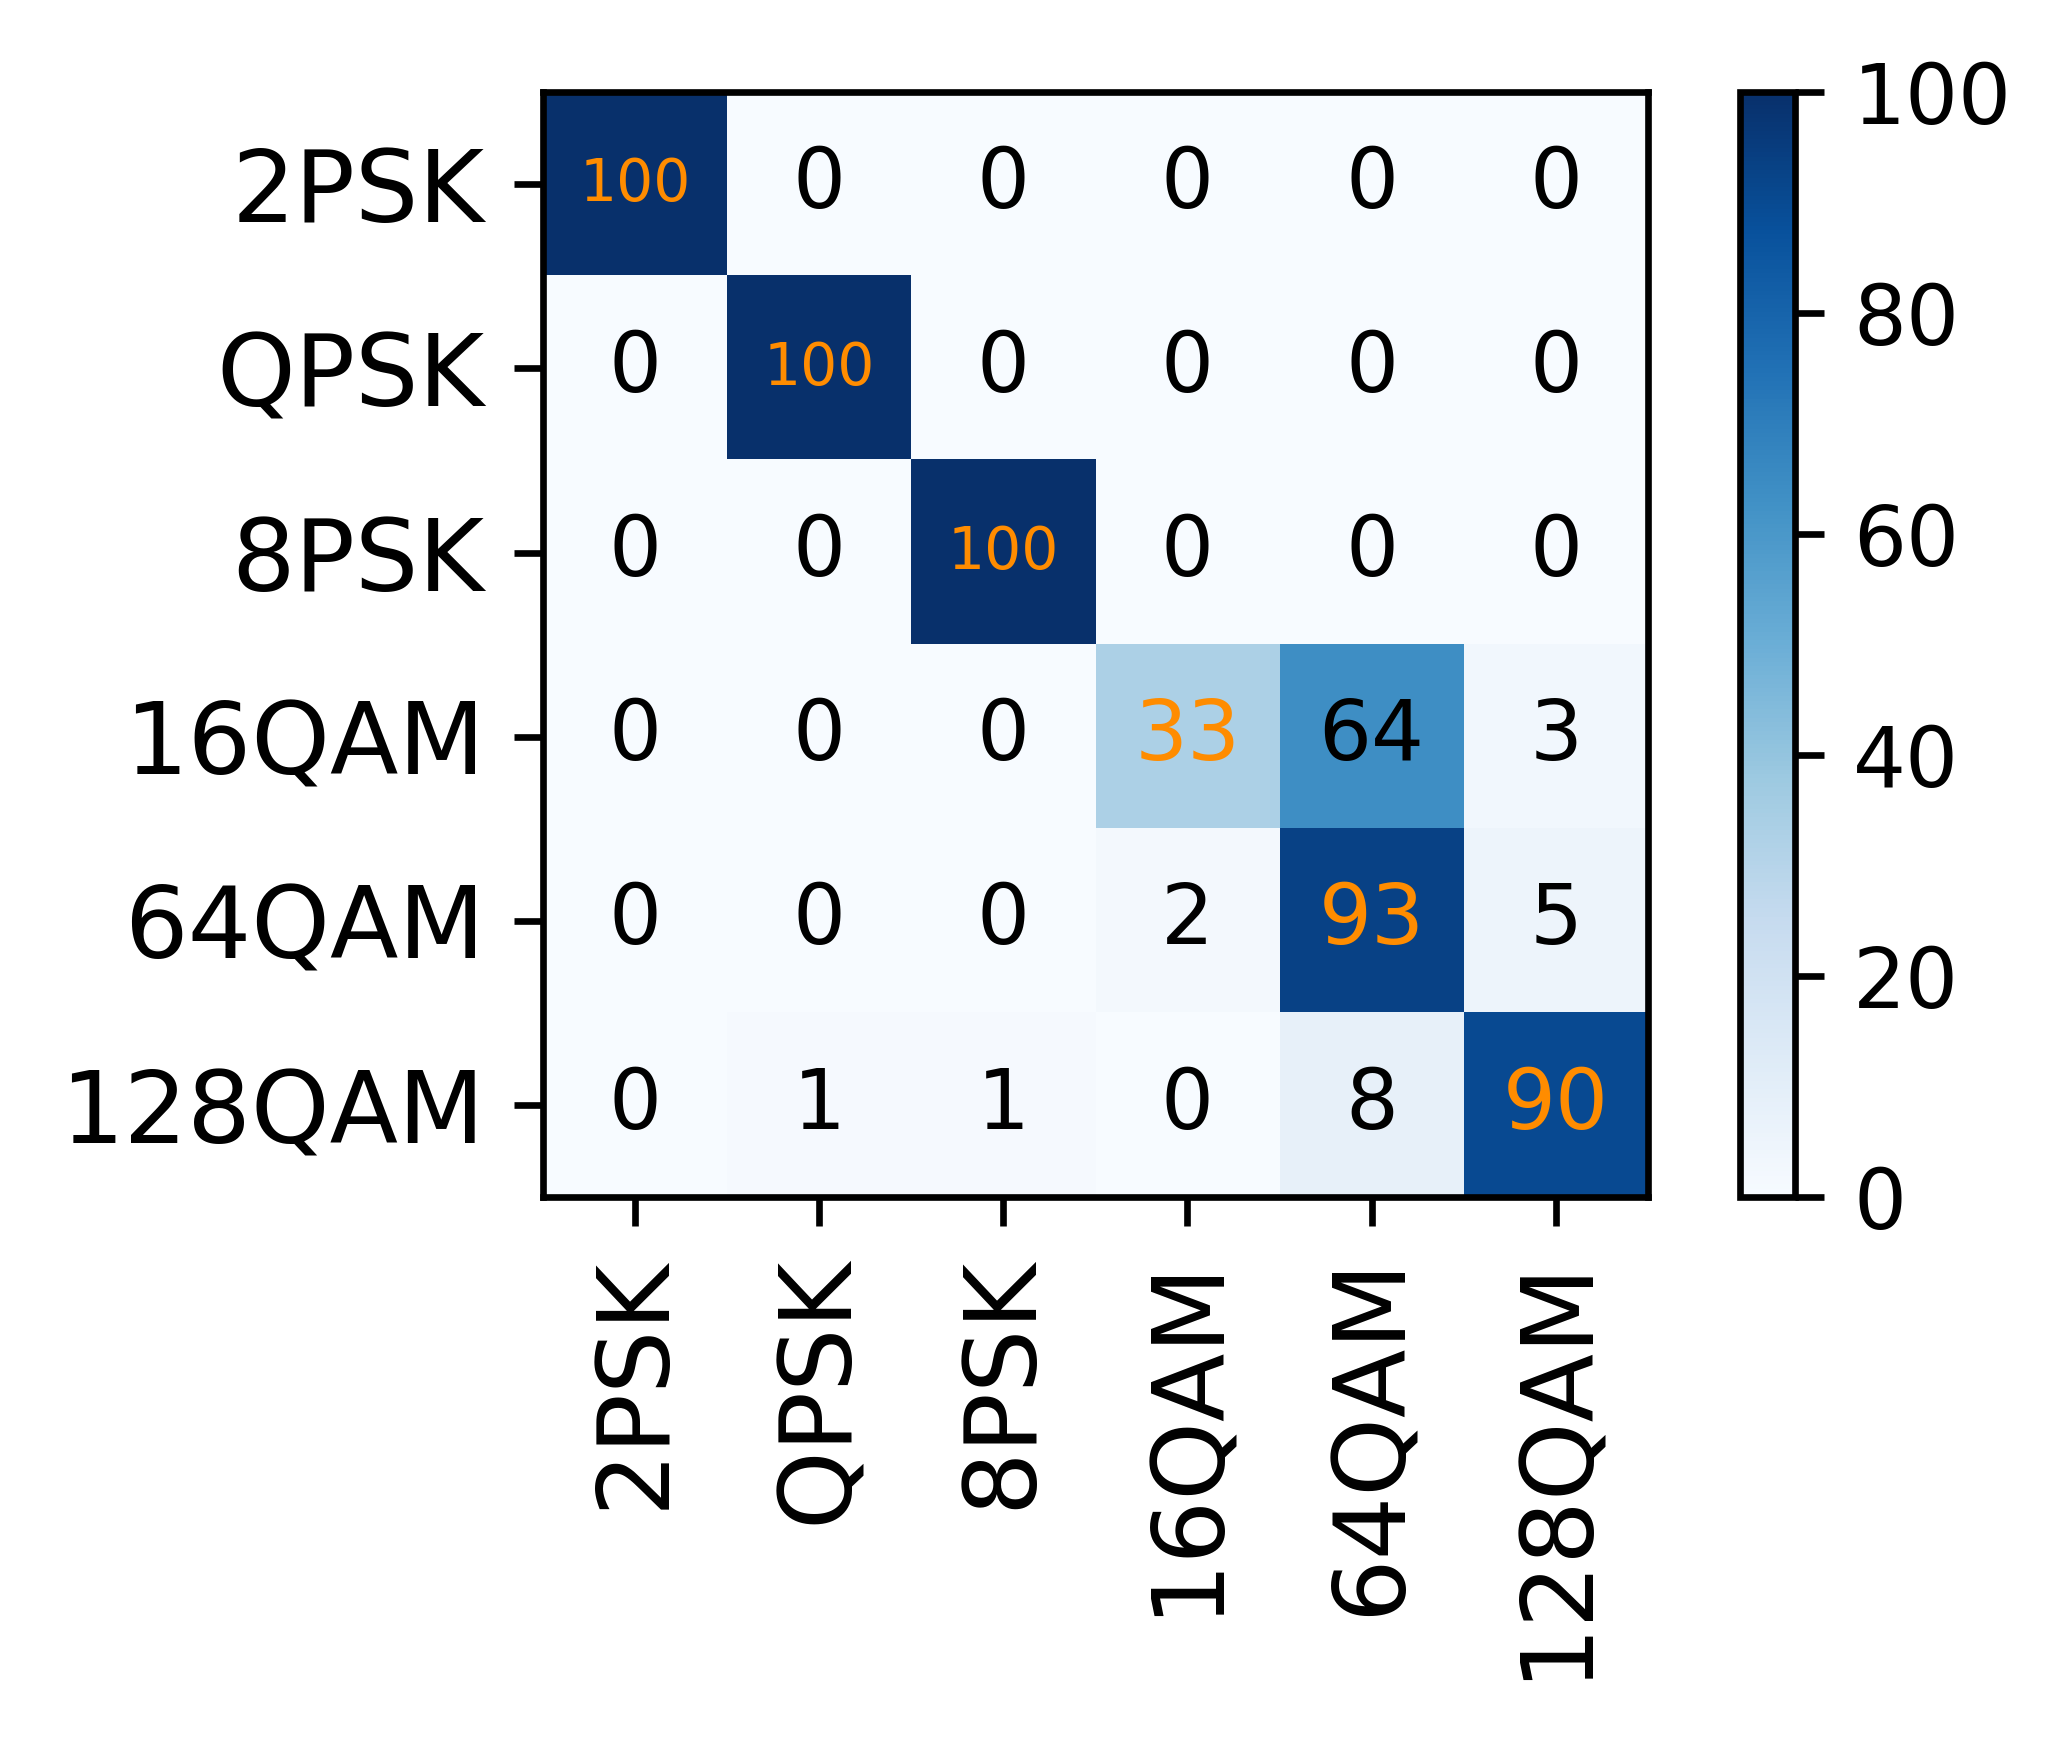 2PSK 100 0 0 0 0 0
QPSK 0 100 0 0 0 0
8PSK 0 0 100 0 0 0
16QAM 0 0 0 33 64 3
64QAM 0 0 0 2 93 5
128QAM 0 1 1 0 8 90
2PSK QPSK 8PSK 16QAM 64QAM 128QAM
100
80
60
40
20
0